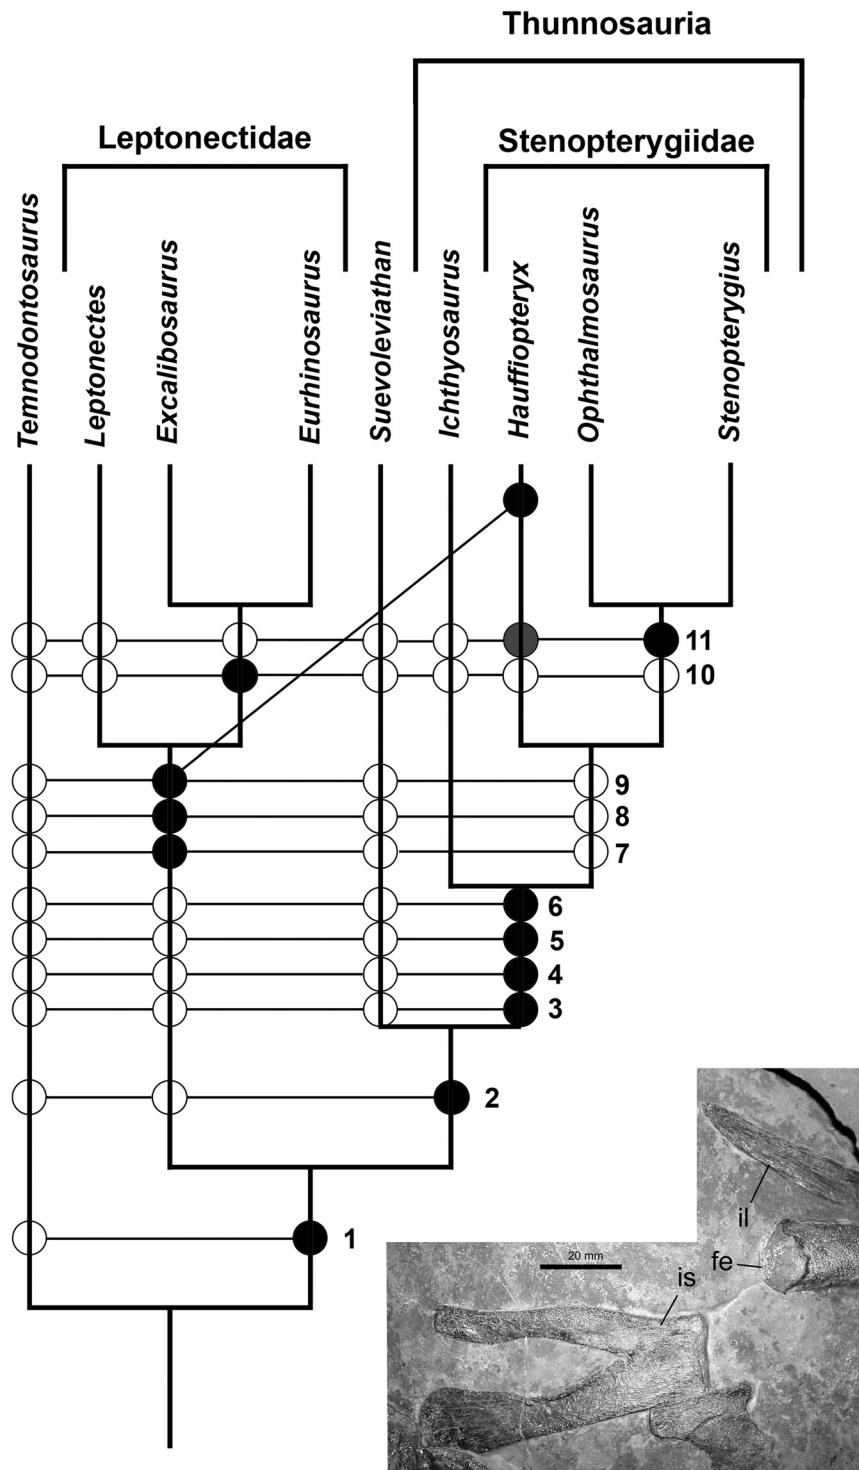 Thunnosauria
Leptonectidae
Stenopterygiidae
Temnodontosaurus
Leptonectes
Excalibosaurus
Eurhinosaurus
Suevoleviathan
Ichthyosaurus
Hauffiopteryx
Ophthalmosaurus
Stenopterygius
11
10
9
8
7
6
5
4
3
2
1
il
20 mm
fe
is